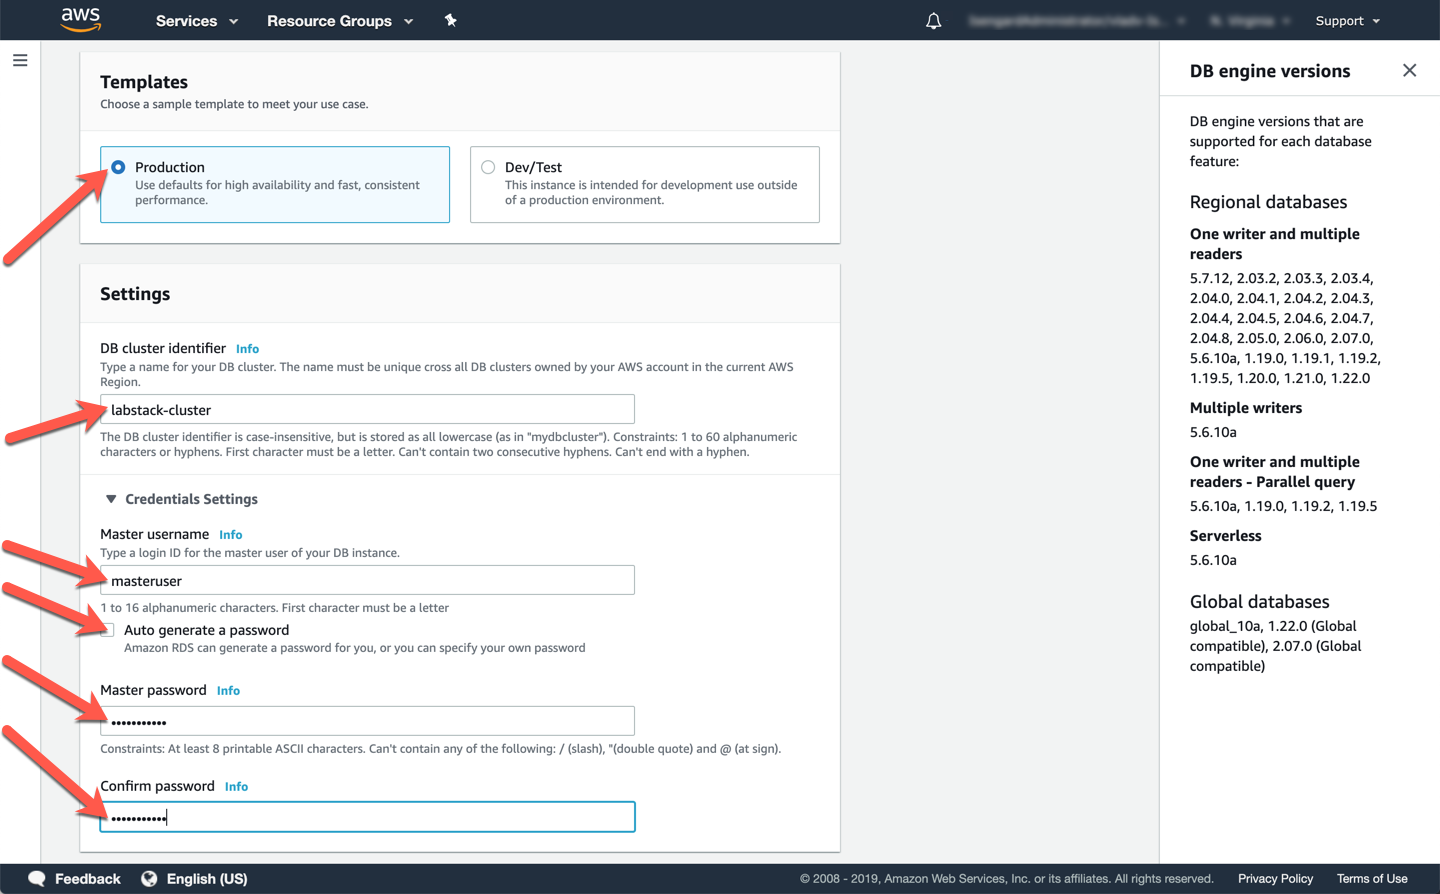 aws
Services
Resource Groups
Support
Templates
Choose a sample template to meet your use case.
Production
Use defaults for high availability and fast, consistent
performance.
Dev/Test
This instance is intended for development use outside
of a production environment.
Settings
DB cluster identifier Info
Type a name for your DB cluster. The name must be unique cross all DB clusters owned by your AWS account in the current AWS
Region.
labstack-cluster
The DB cluster identifier is case-insensitive, but is stored as all lowercase (as in "mydbcluster"). Constraints: 1 to 60 alphanumeric
characters or hyphens. First character must be a letter. Can't contain two consecutive hyphens. Can't end with a hyphen.
Credentials Settings
Master username Info
Type a login ID for the master user of your DB instance.
masteruser
1 to 16 alphanumeric characters. First character must be a letter
Auto generate a password
Amazon RDS can generate a password for you, or you can specify your own password
Master password Info
•••••••••••
Constraints: At least 8 printable ASCII characters. Can't contain any of the following: / (slash), "(double quote) and @ (at sign).
Confirm password Info
•••••••••••
DB engine versions
DB engine versions that are
supported for each database
feature:
Regional databases
One writer and multiple
readers
5.7.12, 2.03.2, 2.03.3, 2.03.4,
2.04.0, 2.04.1, 2.04.2, 2.04.3,
2.04.4, 2.04.5, 2.04.6, 2.04.7,
2.04.8, 2.05.0, 2.06.0, 2.07.0,
5.6.10a, 1.19.0, 1.19.1, 1.19.2,
1.19.5, 1.20.0, 1.21.0, 1.22.0
Multiple writers
5.6.10a
One writer and multiple
readers - Parallel query
5.6.10a, 1.19.0, 1.19.2, 1.19.5
Serverless
5.6.10a
Global databases
global_10a, 1.22.0 (Global
compatible), 2.07.0 (Global
compatible)
Feedback
English (US)
© 2008 - 2019, Amazon Web Services, Inc. or its affiliates. All rights reserved.
Privacy Policy
Terms of Use